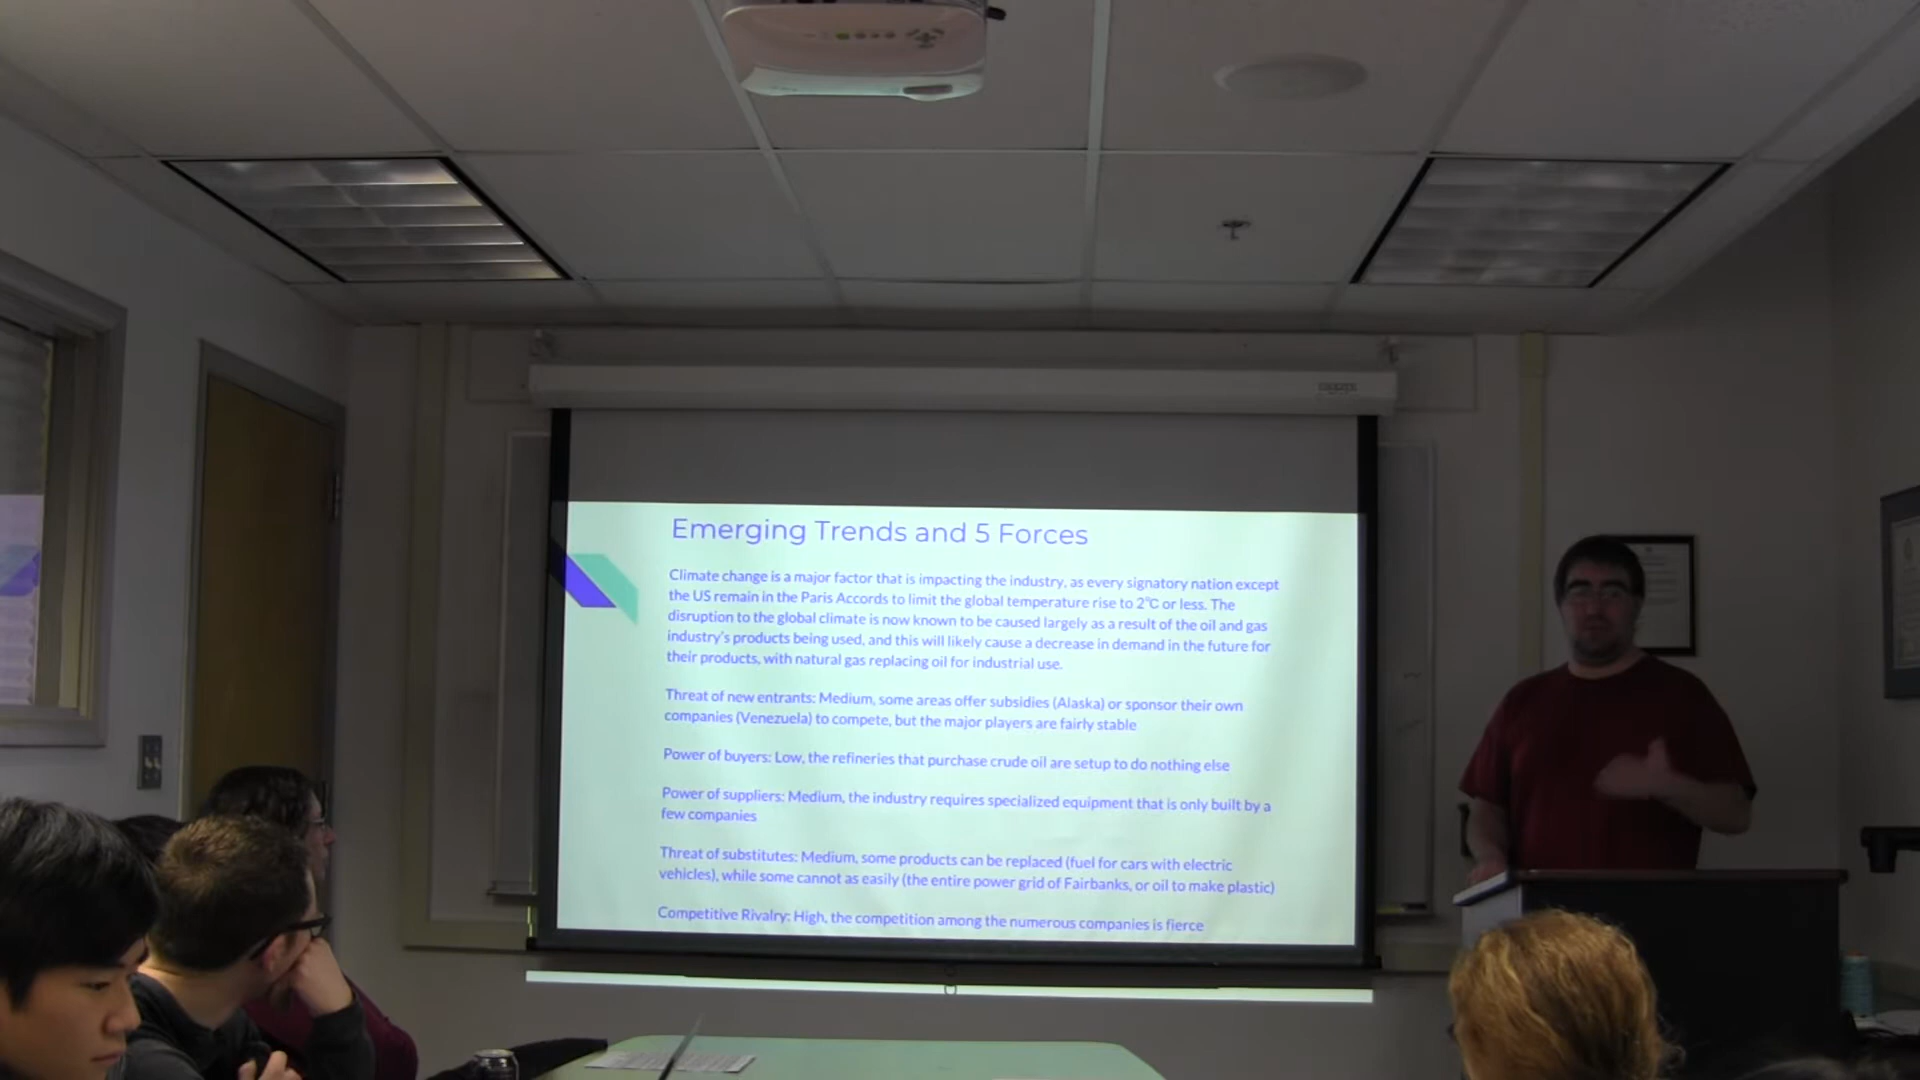 Emerging Trends and 5 Forces
Climate change is a major factor that is impacting the industry, as every signatory nation except
the US remain in the Paris Accords to limit the global temperature rise to 2°C or less. The
disruption to the global climate is now known to be caused largely as a result of the oil and gas
industry's products being used, and this will likely cause a decrease in demand in the future for
their products, with natural gas replacing oil for industrial use.
Threat of new entrants: Medium, some areas offer subsidies (Alaska) or sponsor their own
companies (Venezuela) to compete, but the major players are fairly stable
Power of buyers: Low, the refineries that purchase crude oil are setup to do nothing else
Power of suppliers: Medium, the industry requires specialized equipment that is only built by a
few companies
Threat of substitutes: Medium, some products can be replaced (fuel for cars with electric
vehicles), while some cannot as easily (the entire power grid of Fairbanks, or oil to make plastic)
Competitive Rivalry: High, the competition among the numerous companies is fierce